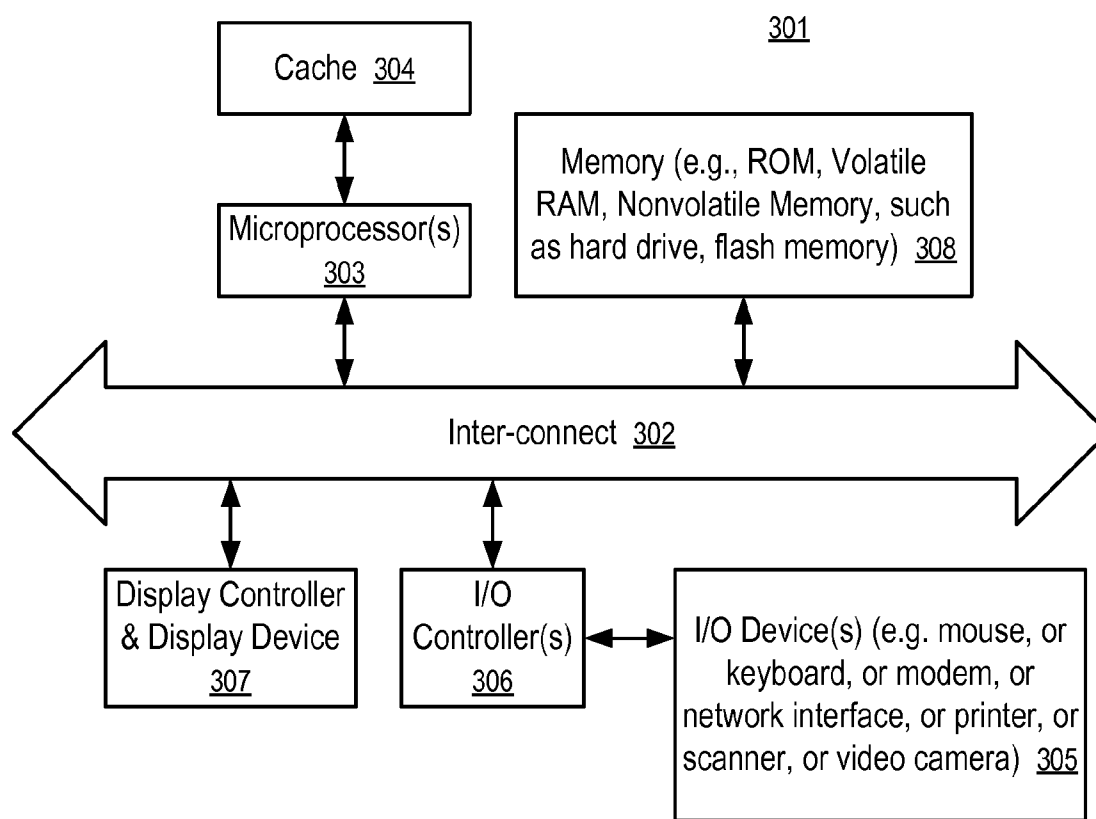 301
Cache 304
Memory (e.g., ROM, Volatile
RAM, Nonvolatile Memory, such
as hard drive, flash memory) 308
Microprocessor(s)
303
Inter-connect 302
Display Controller
& Display Device
307
I/O
Controller(s)
306
I/O Device(s) (e.g. mouse, or
keyboard, or modem, or
network interface, or printer, or
scanner, or video camera) 305